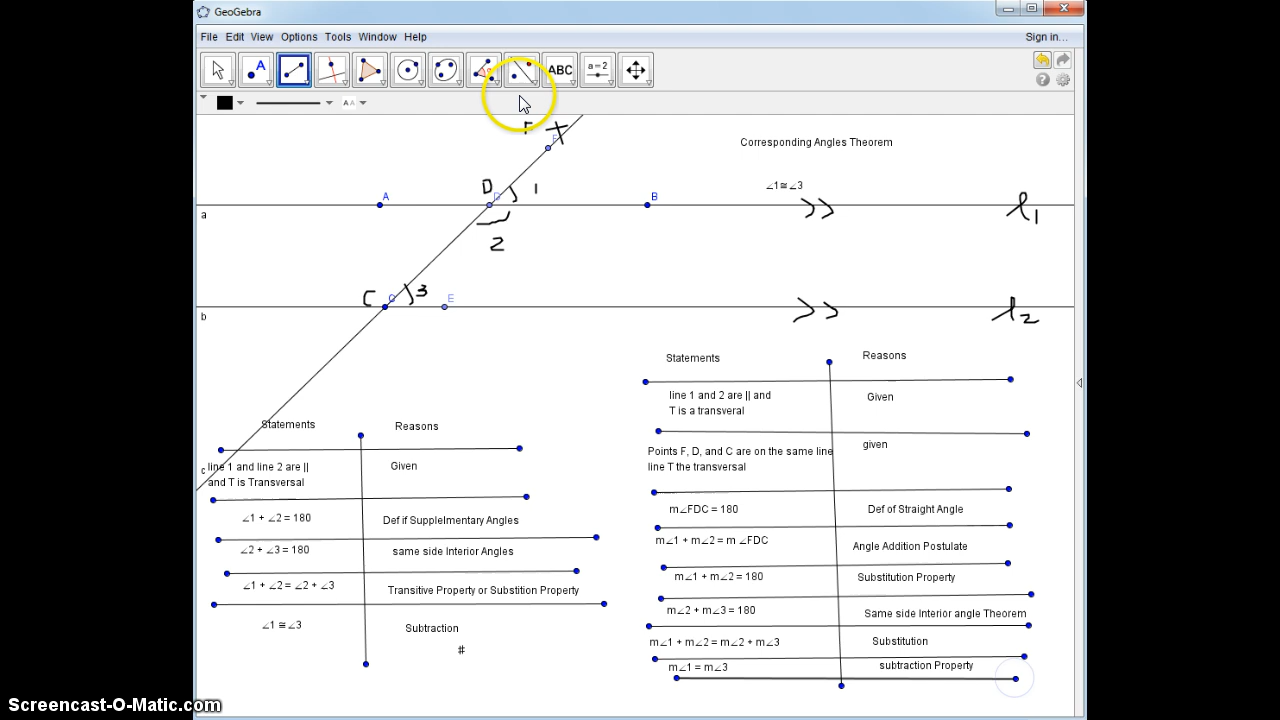 GeoGebra
File Edit View Options Tools Window Help
Sign in...
A ABC a=2
AA
F
Corresponding Angles Theorem
∠1≅∠3
D 1
A D B
a
l1
2
C 3
C E
b
l2
Statements Reasons
line 1 and 2 are || and
T is a transveral
Given
Points F, D, and C are on the same line
line T the transversal
given
m∠FDC = 180
Def of Straight Angle
m∠1 + m∠2 = m ∠FDC
Angle Addition Postulate
m∠1 + m∠2 = 180
Substitution Property
m∠2 + m∠3 = 180
Same side Interior angle Theorem
m∠1 + m∠2 = m∠2 + m∠3
Substitution
m∠1 = m∠3
subtraction Property
Statements Reasons
c
line 1 and line 2 are ||
and T is Transversal
Given
∠1 + ∠2 = 180
Def if Supplelmentary Angles
∠2 + ∠3 = 180
same side Interior Angles
∠1 + ∠2 = ∠2 + ∠3
Transitive Property or Substition Property
∠1 ≅ ∠3
Subtraction
#
Screencast-O-Matic.com